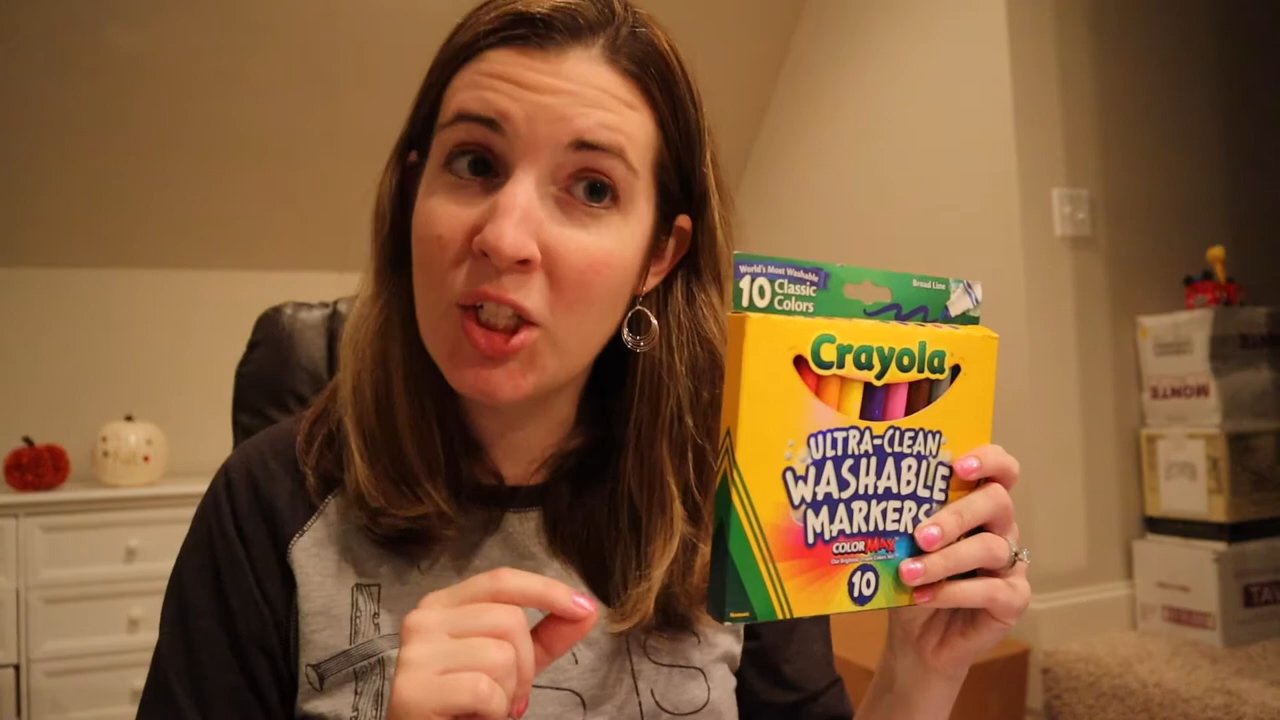 World's Most Washable
10 Classic
Colors
Broad Line
Crayola
ULTRA-CLEAN
WASHABLE
MARKERS
COLOR MAX
10
MONTE